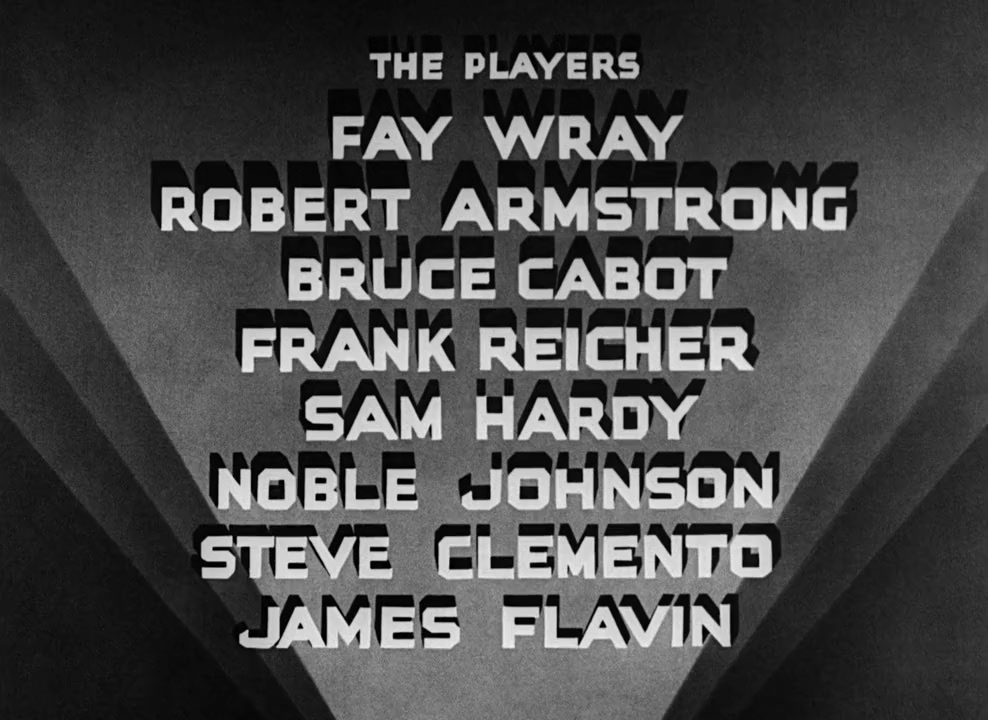 THE PLAYERS
FAY WRAY
ROBERT ARMSTRONG
BRUCE CABOT
FRANK REICHER
SAM HARDY
NOBLE JOHNSON
STEVE CLEMENTO
JAMES FLAVIN